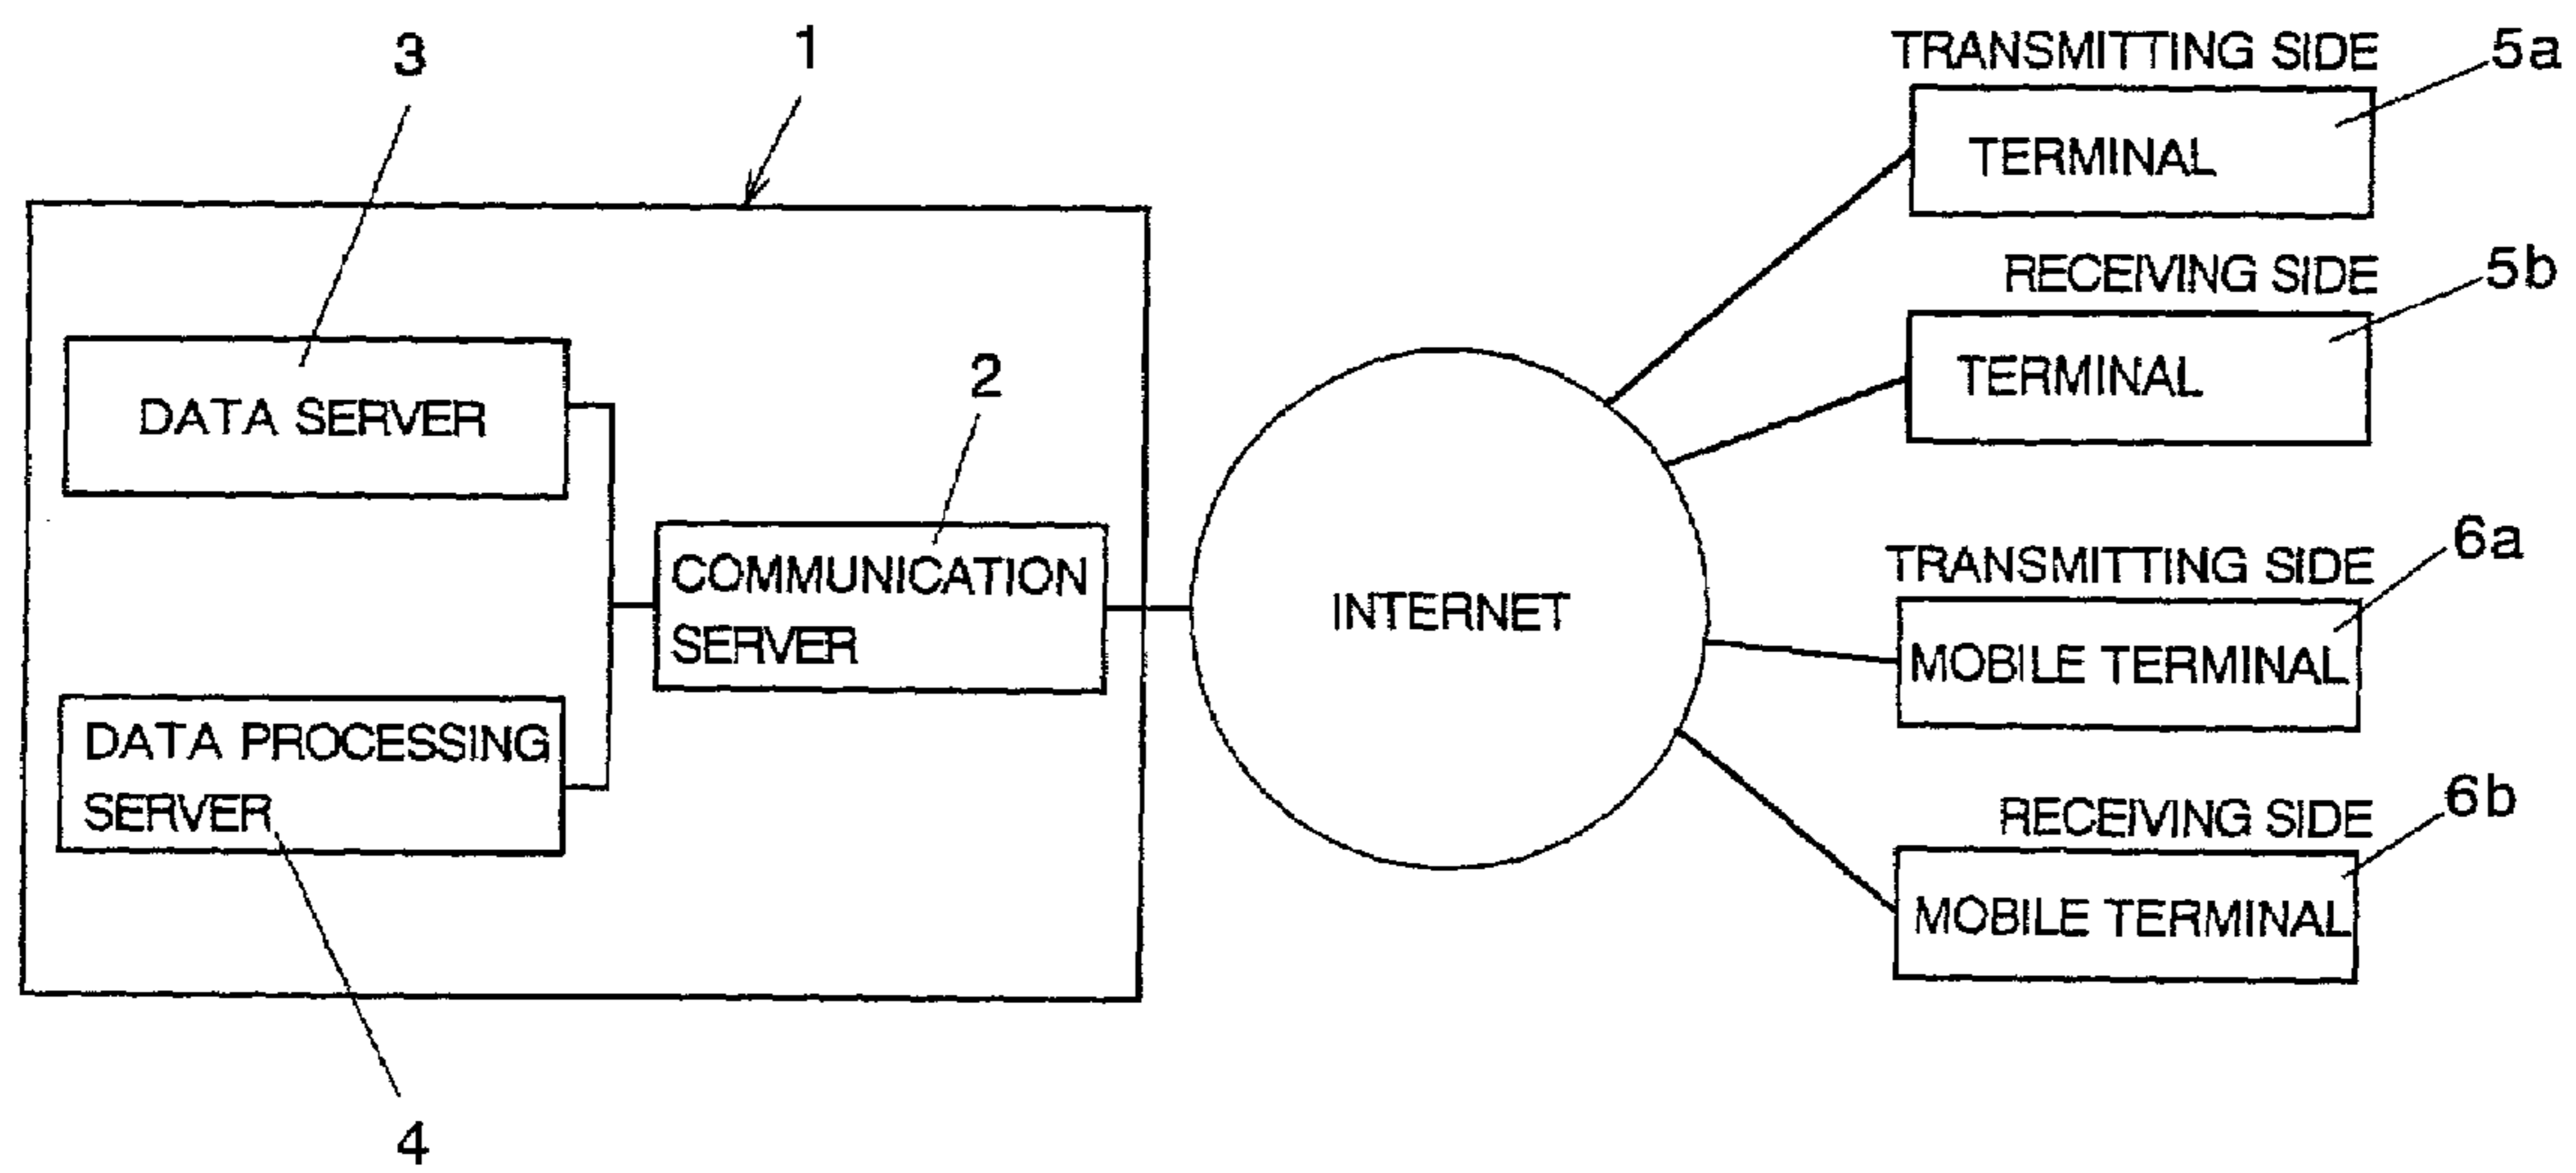 3
1
TRANSMITTING SIDE
5a
TERMINAL
RECEIVING SIDE
5b
TERMINAL
DATA SERVER
2
COMMUNICATION
SERVER
INTERNET
TRANSMITTING SIDE
6a
MOBILE TERMINAL
DATA PROCESSING
SERVER
RECEIVING SIDE
6b
MOBILE TERMINAL
4